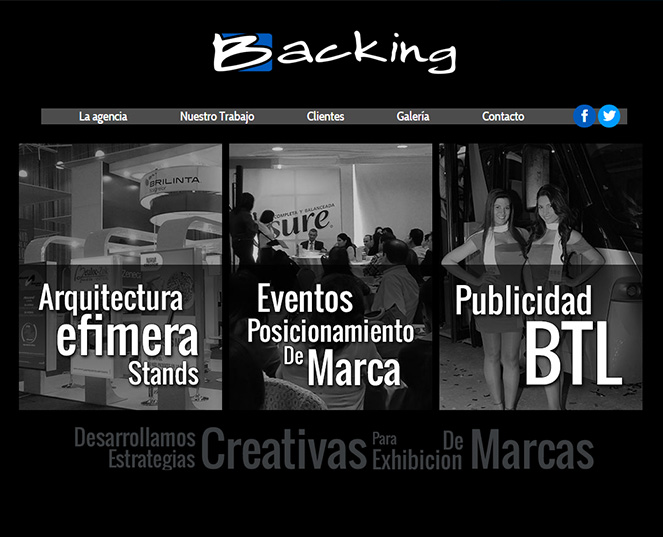 Backing
La agencia Nuestro Trabajo Clientes Galería Contacto
BRILINTA
COMPLETA Y BALANCEADA
sure
Arquitectura
efimera
Stands
Eventos
Posicionamiento
De Marca
Publicidad
BTL
Desarrollamos
Estrategias
Creativas
Para
Exhibicion
De
Marcas